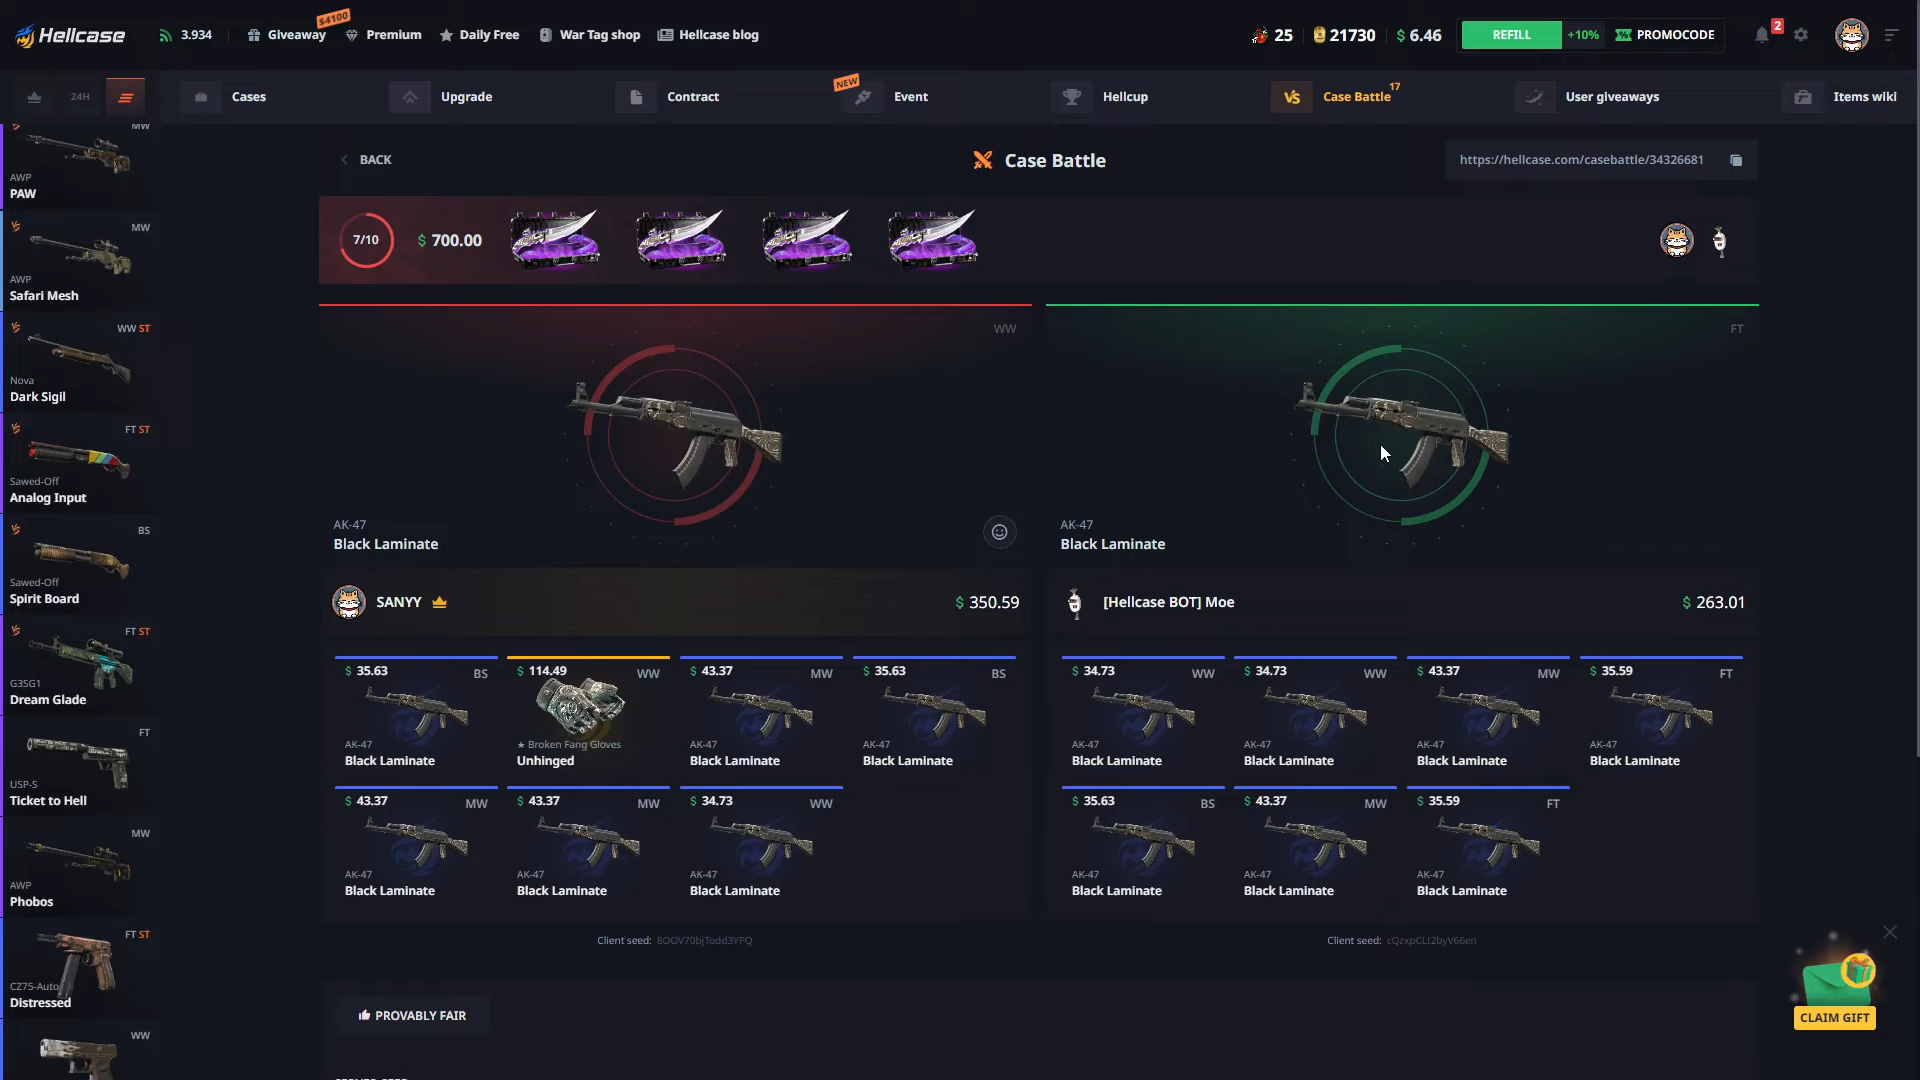 Hellcase
3.934
Giveaway
$4100
Premium
Daily Free
War Tag shop
Hellcase blog
25
21730
$ 6.46
REFILL
+10%
PROMOCODE
2
24H
Cases
Upgrade
Contract
NEW
Event
Hellcup
VS
Case Battle
17
User giveaways
Items wiki
MW
AWP
PAW
MW
AWP
Safari Mesh
WW ST
Nova
Dark Sigil
FT ST
Sawed-Off
Analog Input
BS
Sawed-Off
Spirit Board
FT ST
G3SG1
Dream Glade
FT
USP-S
Ticket to Hell
MW
AWP
Phobos
FT ST
CZ75-Auto
Distressed
WW
BACK
Case Battle
https://hellcase.com/casebattle/34326681
7/10
$ 700.00
WW
AK-47
Black Laminate
FT
AK-47
Black Laminate
SANYY
$ 350.59
[Hellcase BOT] Moe
$ 263.01
$ 35.63 BS
AK-47
Black Laminate
$ 114.49 WW
★ Broken Fang Gloves
Unhinged
$ 43.37 MW
AK-47
Black Laminate
$ 35.63 BS
AK-47
Black Laminate
$ 43.37 MW
AK-47
Black Laminate
$ 43.37 MW
AK-47
Black Laminate
$ 34.73 WW
AK-47
Black Laminate
$ 34.73 WW
AK-47
Black Laminate
$ 34.73 WW
AK-47
Black Laminate
$ 43.37 MW
AK-47
Black Laminate
$ 35.59 FT
AK-47
Black Laminate
$ 35.63 BS
AK-47
Black Laminate
$ 43.37 MW
AK-47
Black Laminate
$ 35.59 FT
AK-47
Black Laminate
Client seed: 8OOV70bjTodd3YPQ
Client seed: cQzxpCLt2byV66en
PROVABLY FAIR
CLAIM GIFT